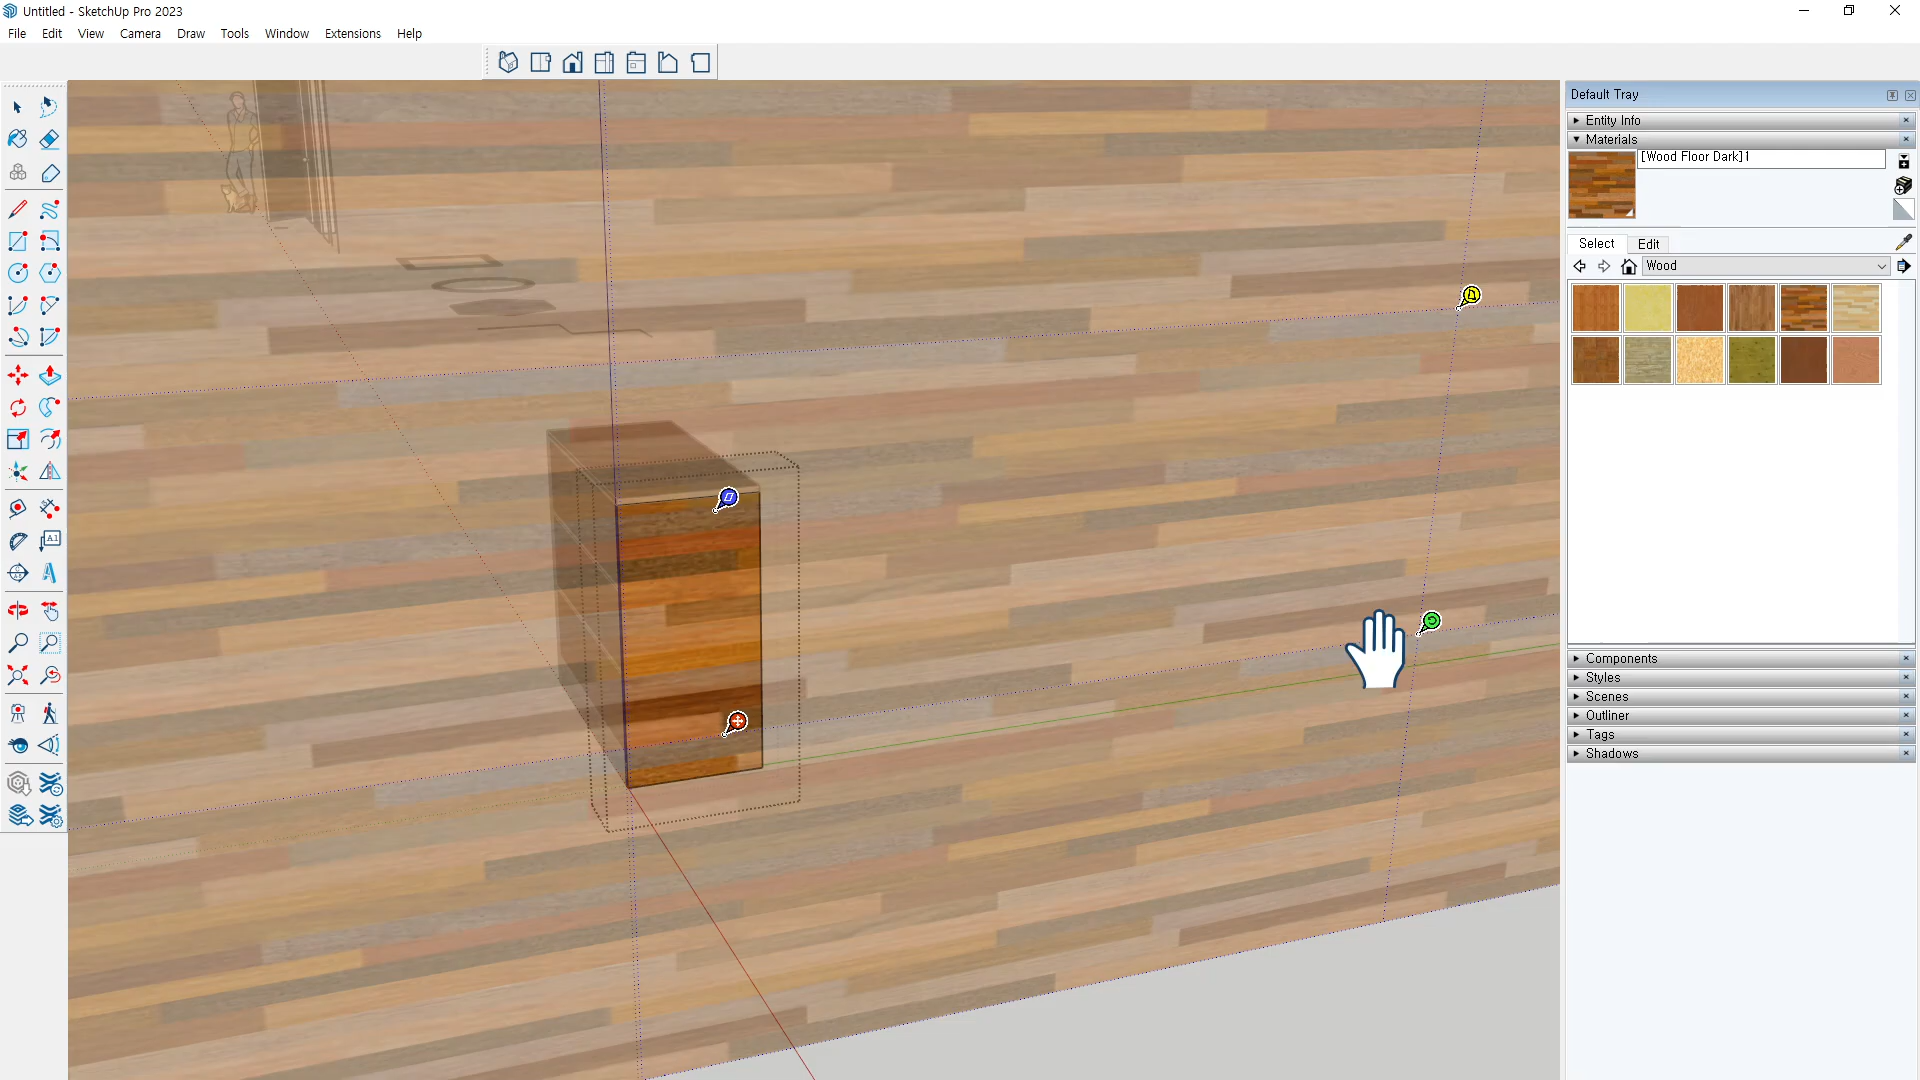 Untitled - SketchUp Pro 2023
File Edit View Camera Draw Tools Window Extensions Help
Default Tray
Entity Info
Materials
[Wood Floor Dark]1
Select Edit
Wood
Components
Styles
Scenes
Outliner
Tags
Shadows
A1